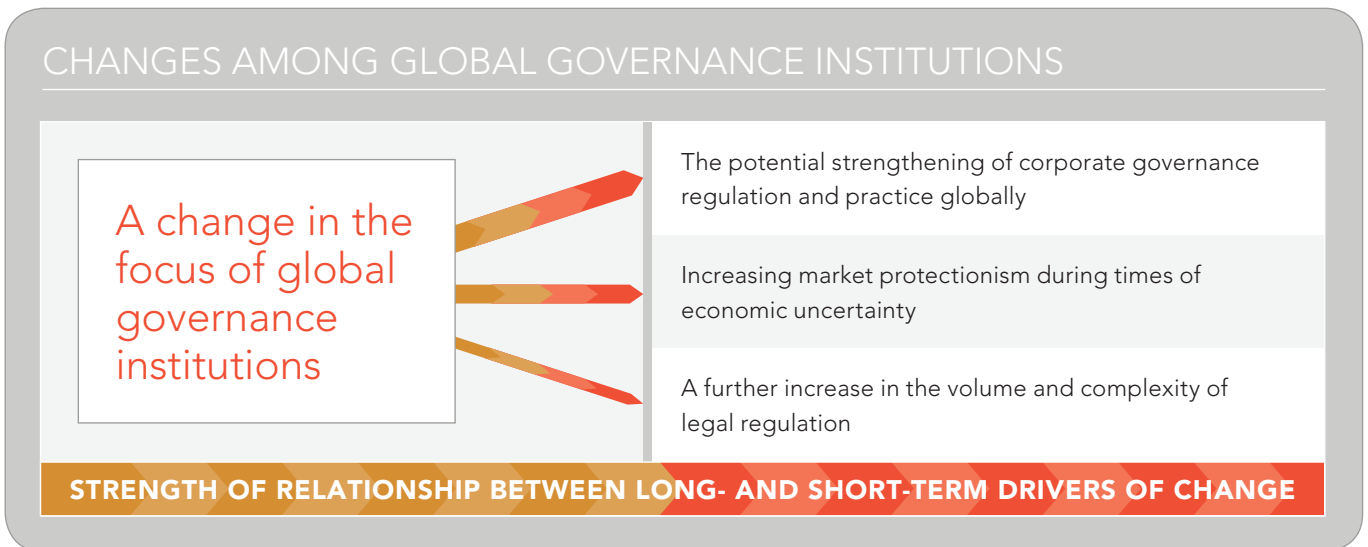 CHANGES AMONG GLOBAL GOVERNANCE INSTITUTIONS
A change in the
focus of global
governance
institutions
The potential strengthening of corporate governance
regulation and practice globally
Increasing market protectionism during times of
economic uncertainty
A further increase in the volume and complexity of
legal regulation
STRENGTH OF RELATIONSHIP BETWEEN LONG- AND SHORT-TERM DRIVERS OF CHANGE